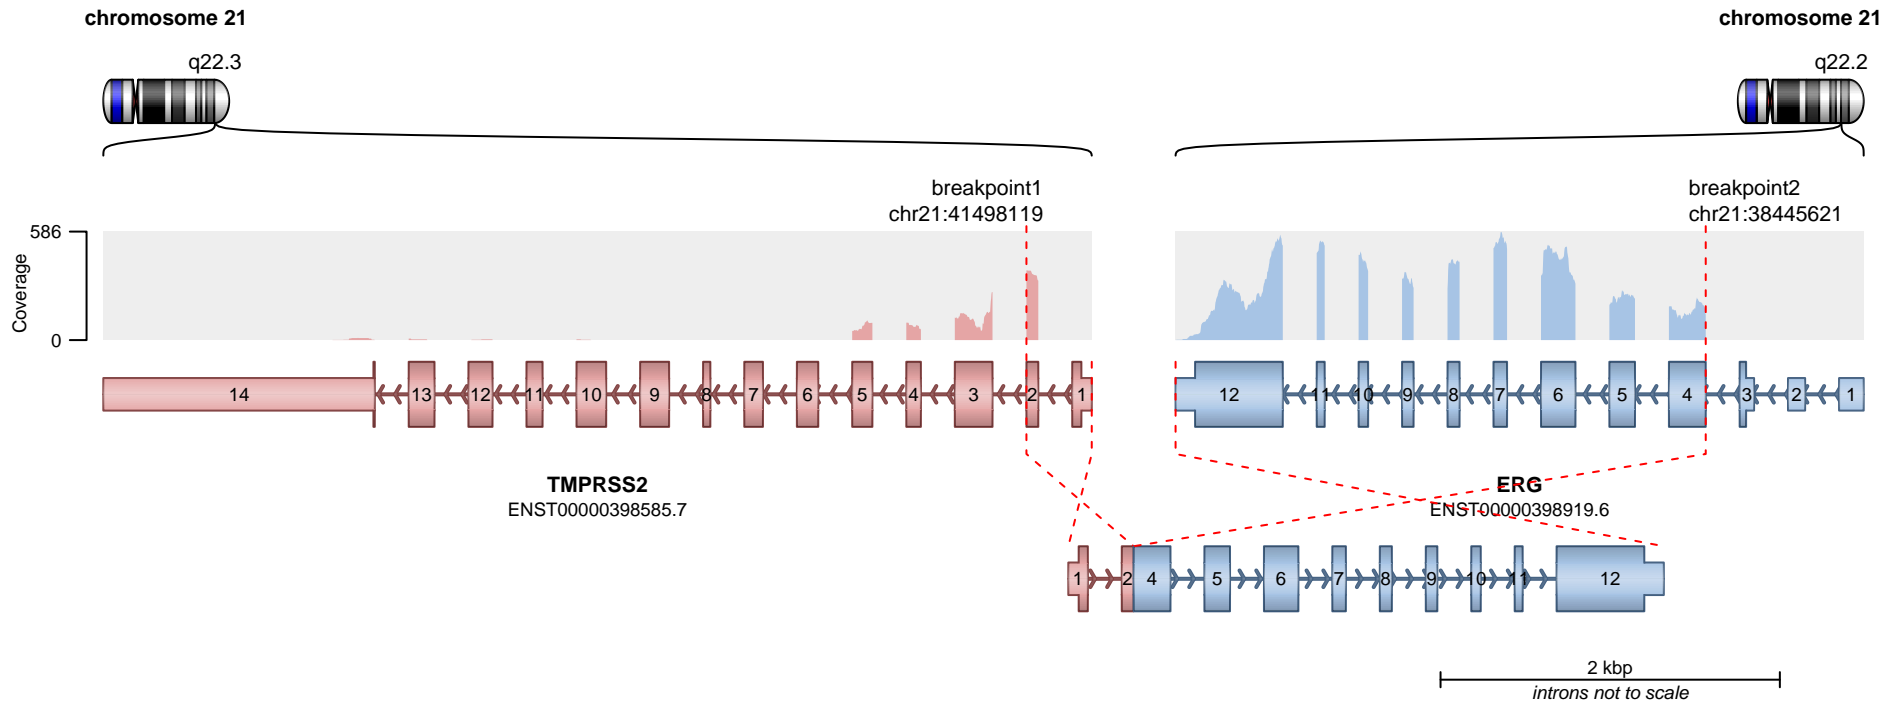 chromosome 21
chromosome 21
q22.3
q22.2
breakpoint1
chr21:41498119
breakpoint2
chr21:38445621
586
Coverage
0
14 13 12 11 10 9 8 7 6 5 4 3 2 1
12 11 10 9 8 7 6 5 4 3 2 1
TMPRSS2
ENST00000398585.7
ERG
ENST00000398919.6
1 2 4 5 6 7 8 9 10 11 12
2 kbp
introns not to scale